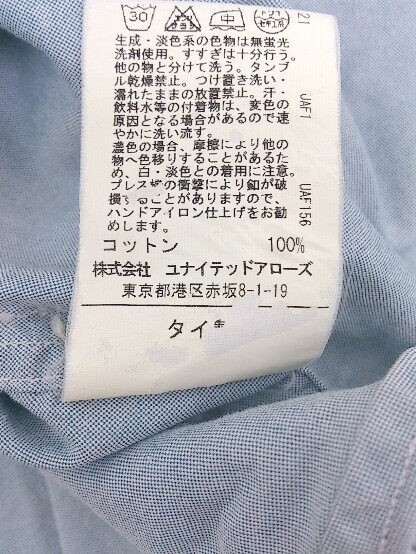 30
中
ドライ
セキユ系
生成・淡色系の色物は無蛍光
洗剤使用。すすぎは十分行う。
他の物と分けて洗う。タンブ
ル乾燥禁止。つけ置き洗い・
濡れたままの放置禁止。汗・
飲料水等の付着物は、変色の
原因となる場合があるので速
やかに洗い流す。
濃色の場合、摩擦により他の
物へ色移りすることがあるた
め、白・淡色との着用に注意。
プレス の衝撃により釦が破
損 ることがありますので、
ハンドアイロン仕上げをお勧
めします。
コットン 100%
株式会社 ユナイテッドアローズ
東京都港区赤坂8-1-19
タイ
21 UAF1 UAF156